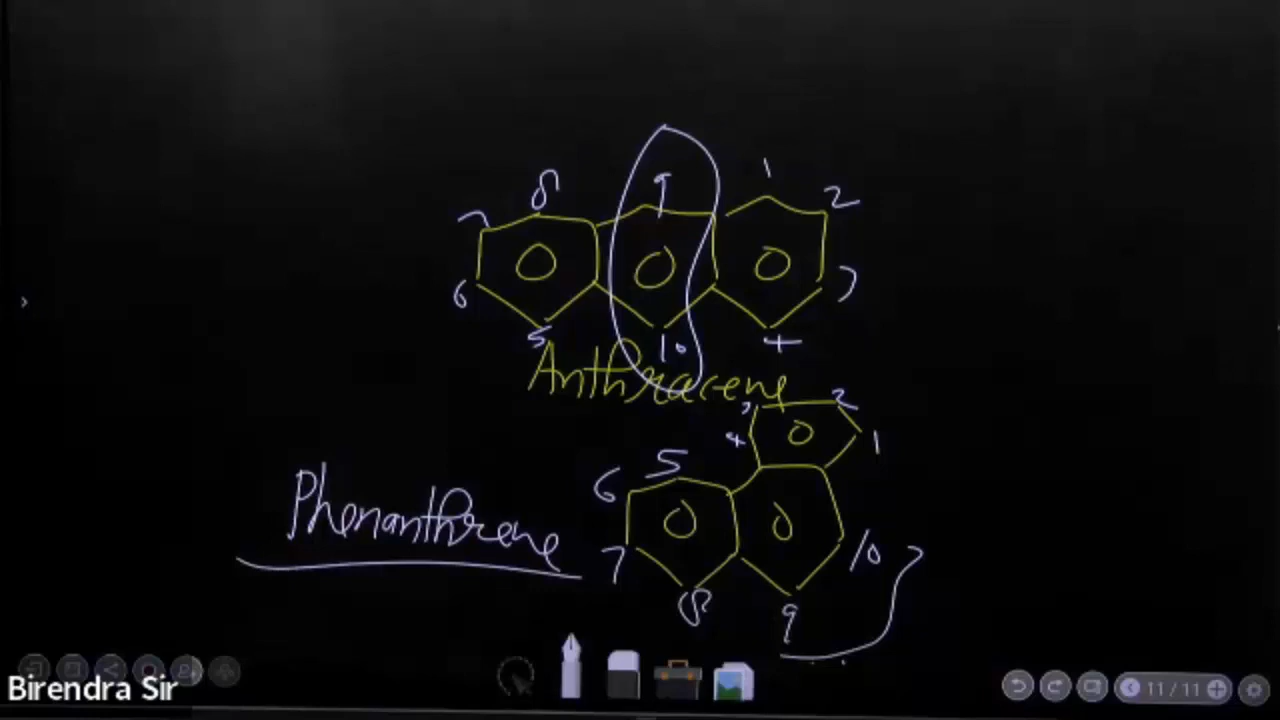 8 9 1
7 2
6 3
5 10 4
Anthracene
3 2
4 1
5
6
Phenanthrene
7 10
8 9
Birendra Sir
11 / 11